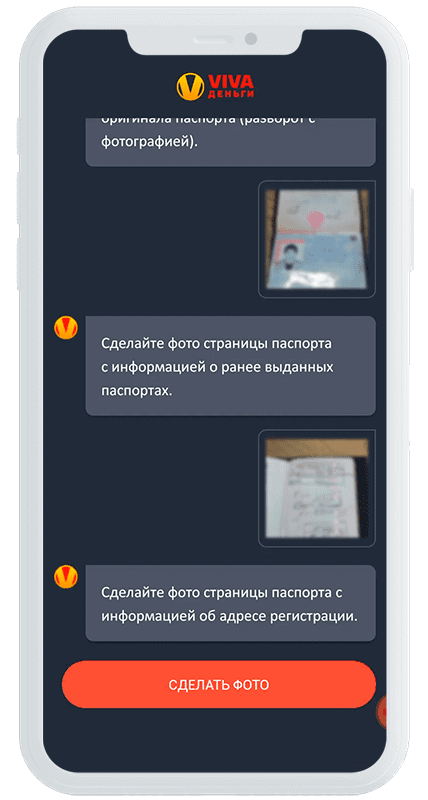 VIVA
ДЕНЬГИ
оригинала паспорта (разворот с
фотографией).
Сделайте фото страницы паспорта
с информацией о ранее выданных
паспортах.
Сделайте фото страницы паспорта с
информацией об адресе регистрации.
СДЕЛАТЬ ФОТО